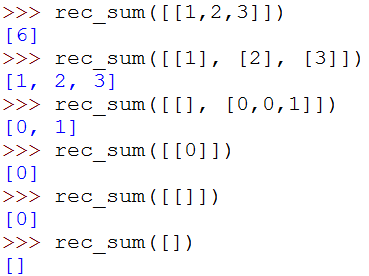 >>> rec_sum([[1,2,3]])
[6]
>>> rec_sum([[1], [2], [3]])
[1, 2, 3]
>>> rec_sum([[], [0,0,1]])
[0, 1]
>>> rec_sum([[0]])
[0]
>>> rec_sum([[]])
[0]
>>> rec_sum([])
[]